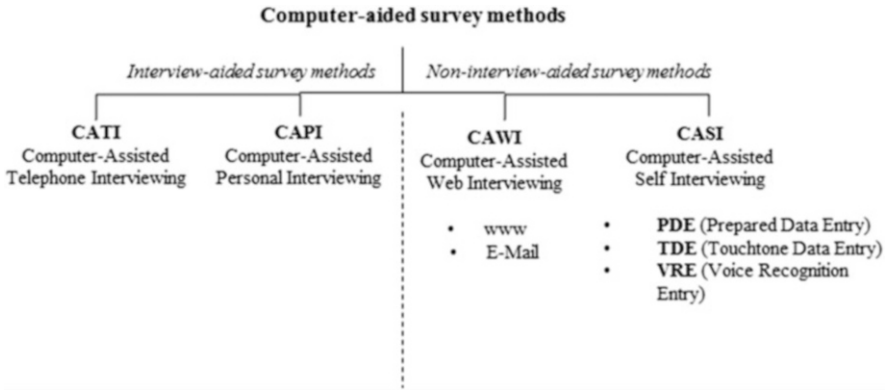 Computer-aided survey methods
Interview-aided survey methods
Non-interview-aided survey methods
CATI
Computer-Assisted
Telephone Interviewing
CAPI
Computer-Assisted
Personal Interviewing
CAWI
Computer-Assisted
Web Interviewing
• www
• E-Mail
CASI
Computer-Assisted
Self Interviewing
• PDE (Prepared Data Entry)
• TDE (Touchtone Data Entry)
• VRE (Voice Recognition
Entry)